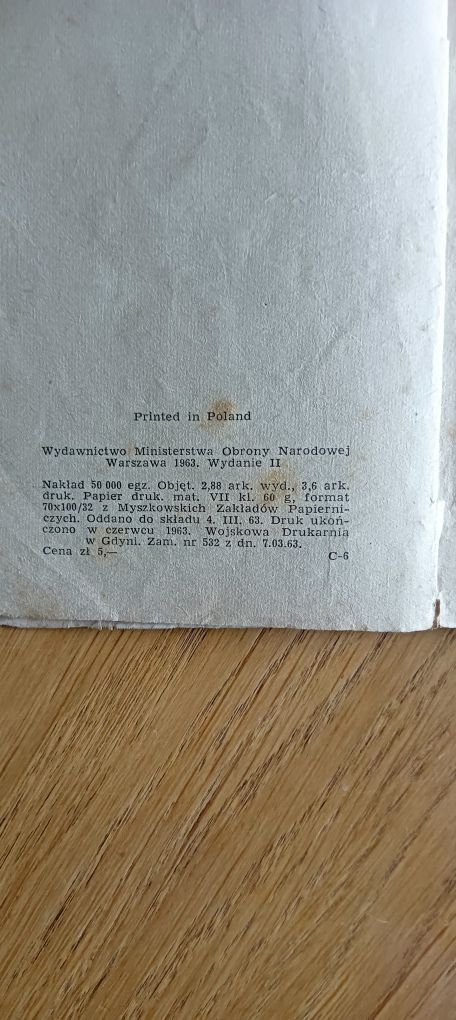 Printed in Poland
Wydawnictwo Ministerstwa Obrony Narodowej
Warszawa 1963. Wydanie II
Nakład 50 000 egz. Objęt. 2,88 ark. wyd., 3,6 ark.
druk. Papier druk. mat. VII kl. 60 g, format
70x100/32 z Myszkowskich Zakładów Papierni-
czych. Oddano do składu 4. III. 63. Druk ukoń-
czono w czerwcu 1963. Wojskowa Drukarnia
w Gdyni. Zam. nr 532 z dn. 7.03.63.
Cena zł 5,—
C-6